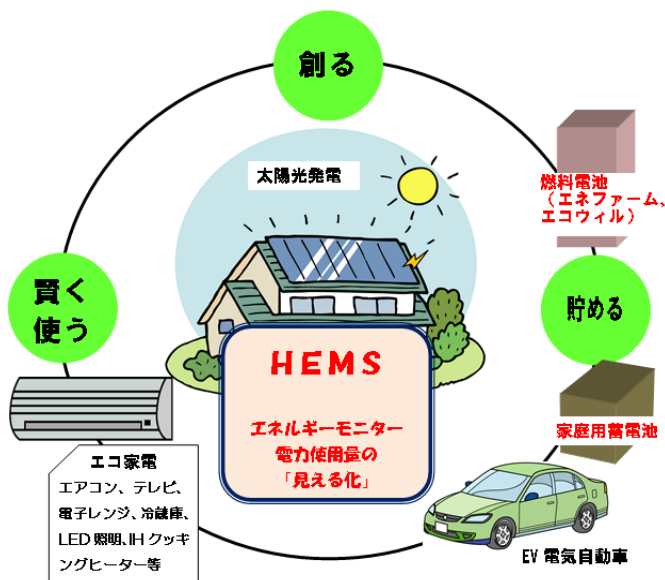 創る
太陽光発電
燃料電池
（エネファーム、
エコウィル）
賢く
使う
貯める
HEMS
エネルギーモニター
電力使用量の
「見える化」
家庭用蓄電池
エコ家電
エアコン、テレビ、
電子レンジ、冷蔵庫、
LED照明、IHクッキ
ングヒーター等
EV 電気自動車